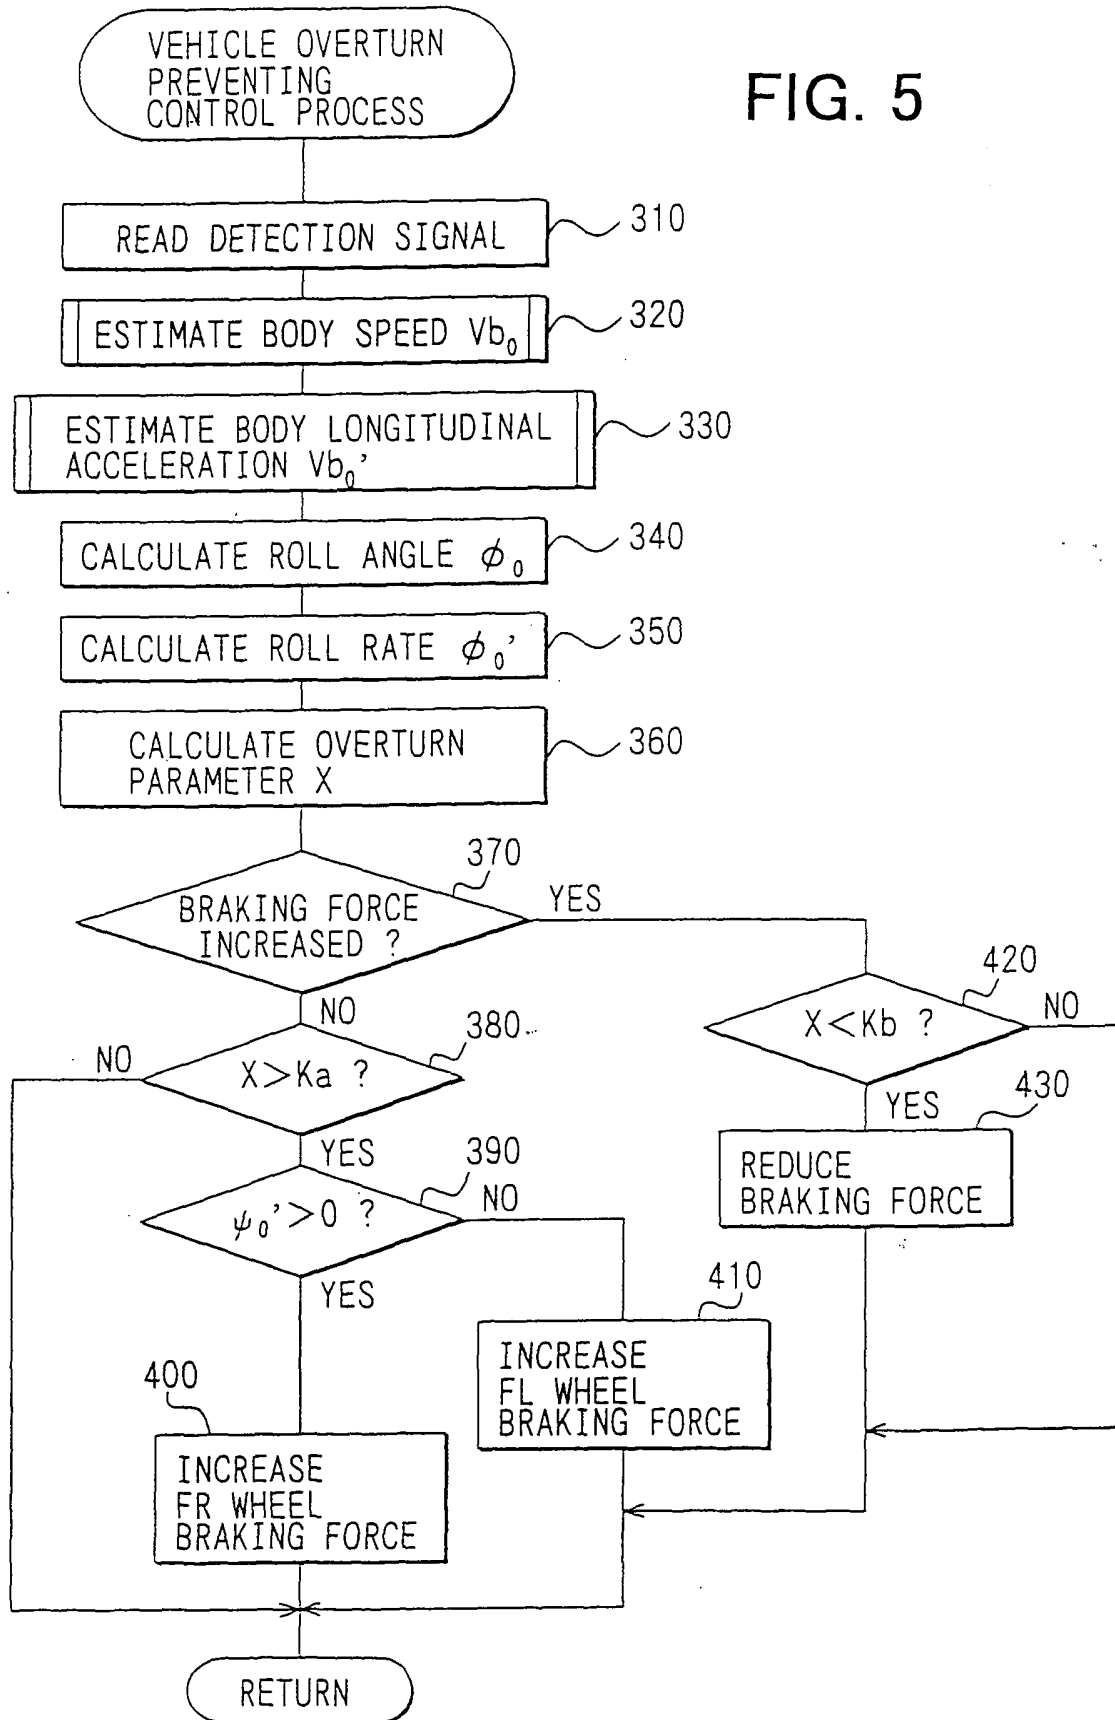 VEHICLE OVERTURN
PREVENTING
CONTROL PROCESS
FIG. 5
READ DETECTION SIGNAL
310
ESTIMATE BODY SPEED Vb₀
320
ESTIMATE BODY LONGITUDINAL
ACCELERATION Vb₀'
330
CALCULATE ROLL ANGLE ϕ₀
340
CALCULATE ROLL RATE ϕ₀'
350
CALCULATE OVERTURN
PARAMETER X
360
370
BRAKING FORCE
INCREASED ?
YES
NO
420
X<Kb ?
NO
YES
380
NO
X>Ka ?
YES
430
REDUCE
BRAKING FORCE
390
ψ₀'>0 ?
NO
YES
410
INCREASE
FL WHEEL
BRAKING FORCE
400
INCREASE
FR WHEEL
BRAKING FORCE
RETURN